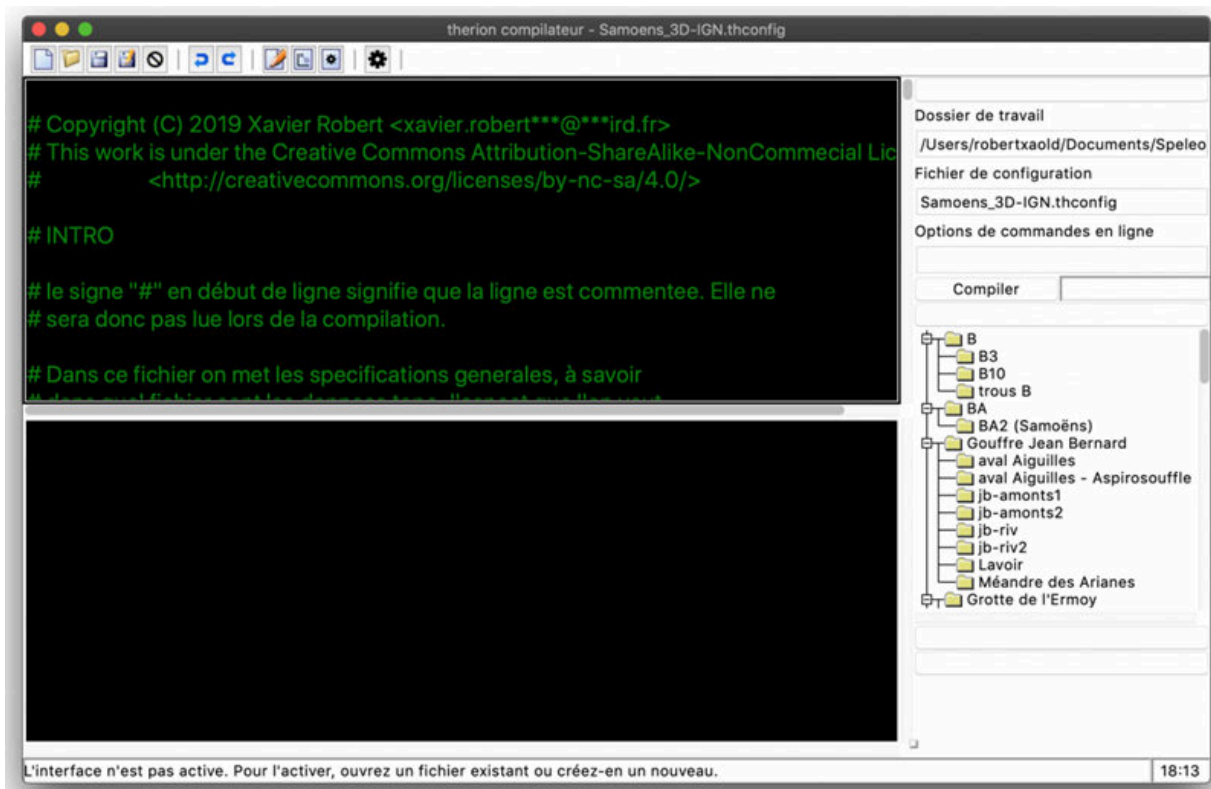 therion compilateur - Samoens_3D-IGN.thconfig
# Copyright (C) 2019 Xavier Robert <xavier.robert***@***ird.fr>
# This work is under the Creative Commons Attribution-ShareAlike-NonCommecial Lic
# <http://creativecommons.org/licenses/by-nc-sa/4.0/>
# INTRO
# le signe "#" en début de ligne signifie que la ligne est commentee. Elle ne
# sera donc pas lue lors de la compilation.
# Dans ce fichier on met les specifications generales, à savoir
Dossier de travail
/Users/robertxaold/Documents/Speleo
Fichier de configuration
Samoens_3D-IGN.thconfig
Options de commandes en ligne
Compiler
B
B3
B10
trous B
BA
BA2 (Samoëns)
Gouffre Jean Bernard
aval Aiguilles
aval Aiguilles - Aspirosouffle
jb-amonts1
jb-amonts2
jb-riv
jb-riv2
Lavoir
Méandre des Arianes
Grotte de l'Ermoy
L'interface n'est pas active. Pour l'activer, ouvrez un fichier existant ou créez-en un nouveau.
18:13